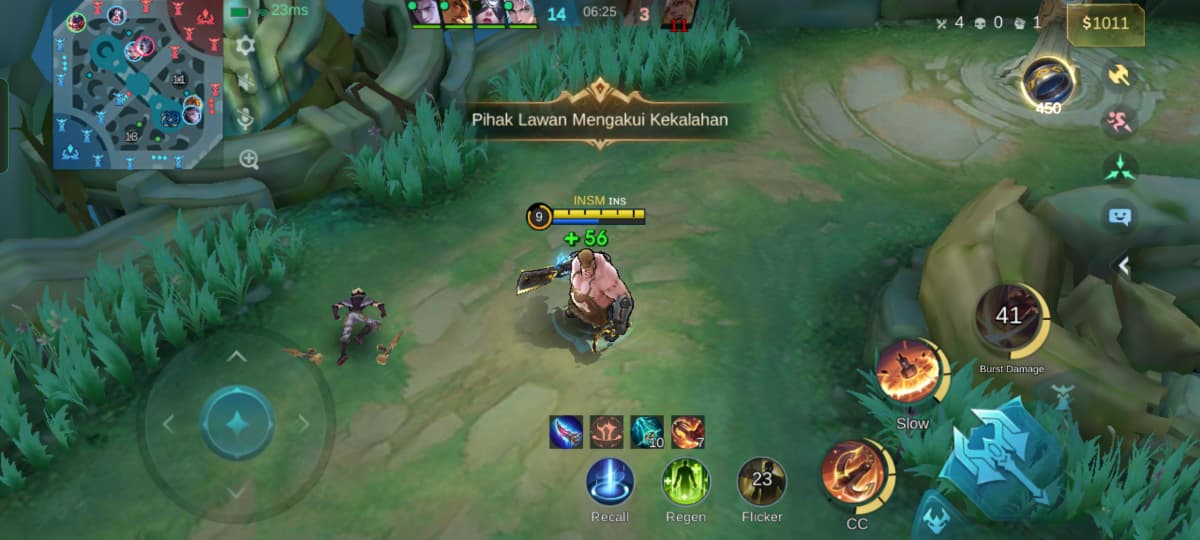 23ms
14 06:25 3
11
4 0 1 $1011
Pihak Lawan Mengakui Kekalahan
450
INSM INS
9
+ 56
41
Burst Damage
Slow
10
7
23
Recall Regen Flicker CC